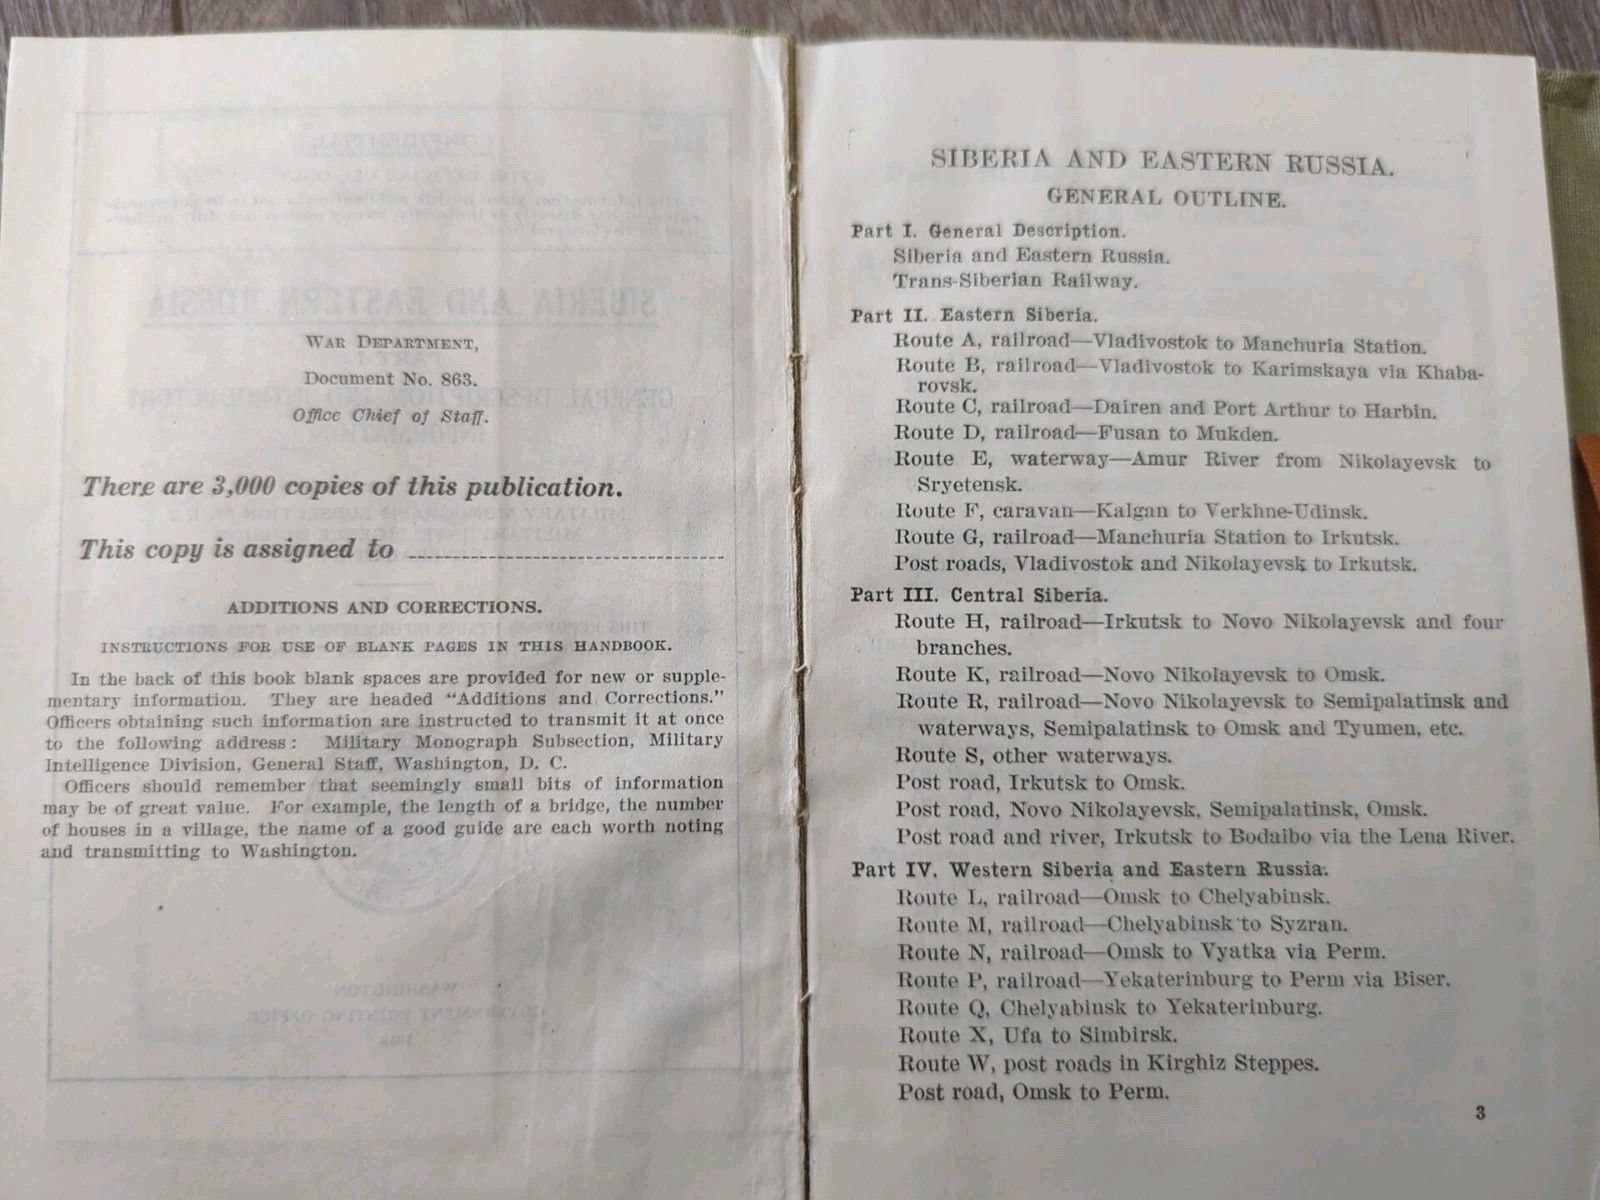 WAR DEPARTMENT,
Document No. 863.
Office Chief of Staff.
There are 3,000 copies of this publication.
This copy is assigned to
ADDITIONS AND CORRECTIONS.
INSTRUCTIONS FOR USE OF BLANK PAGES IN THIS HANDBOOK.
In the back of this book blank spaces are provided for new or supple-
mentary information. They are headed “Additions and Corrections.”
Officers obtaining such information are instructed to transmit it at once
to the following address: Military Monograph Subsection, Military
Intelligence Division, General Staff, Washington, D. C.
Officers should remember that seemingly small bits of information
may be of great value. For example, the length of a bridge, the number
of houses in a village, the name of a good guide are each worth noting
and transmitting to Washington.
SIBERIA AND EASTERN RUSSIA.
GENERAL OUTLINE.
Part I. General Description.
Siberia and Eastern Russia.
Trans-Siberian Railway.
Part II. Eastern Siberia.
Route A, railroad—Vladivostok to Manchuria Station.
Route B, railroad—Vladivostok to Karimskaya via Khaba-
rovsk.
Route C, railroad—Dairen and Port Arthur to Harbin.
Route D, railroad—Fusan to Mukden.
Route E, waterway—Amur River from Nikolayevsk to
Sryetensk.
Route F, caravan—Kalgan to Verkhne-Udinsk.
Route G, railroad—Manchuria Station to Irkutsk.
Post roads, Vladivostok and Nikolayevsk to Irkutsk.
Part III. Central Siberia.
Route H, railroad—Irkutsk to Novo Nikolayevsk and four
branches.
Route K, railroad—Novo Nikolayevsk to Omsk.
Route R, railroad—Novo Nikolayevsk to Semipalatinsk and
waterways, Semipalatinsk to Omsk and Tyumen, etc.
Route S, other waterways.
Post road, Irkutsk to Omsk.
Post road, Novo Nikolayevsk, Semipalatinsk, Omsk.
Post road and river, Irkutsk to Bodaibo via the Lena River.
Part IV. Western Siberia and Eastern Russia.
Route L, railroad—Omsk to Chelyabinsk.
Route M, railroad—Chelyabinsk to Syzran.
Route N, railroad—Omsk to Vyatka via Perm.
Route P, railroad—Yekaterinburg to Perm via Biser.
Route Q, Chelyabinsk to Yekaterinburg.
Route X, Ufa to Simbirsk.
Route W, post roads in Kirghiz Steppes.
Post road, Omsk to Perm.
3